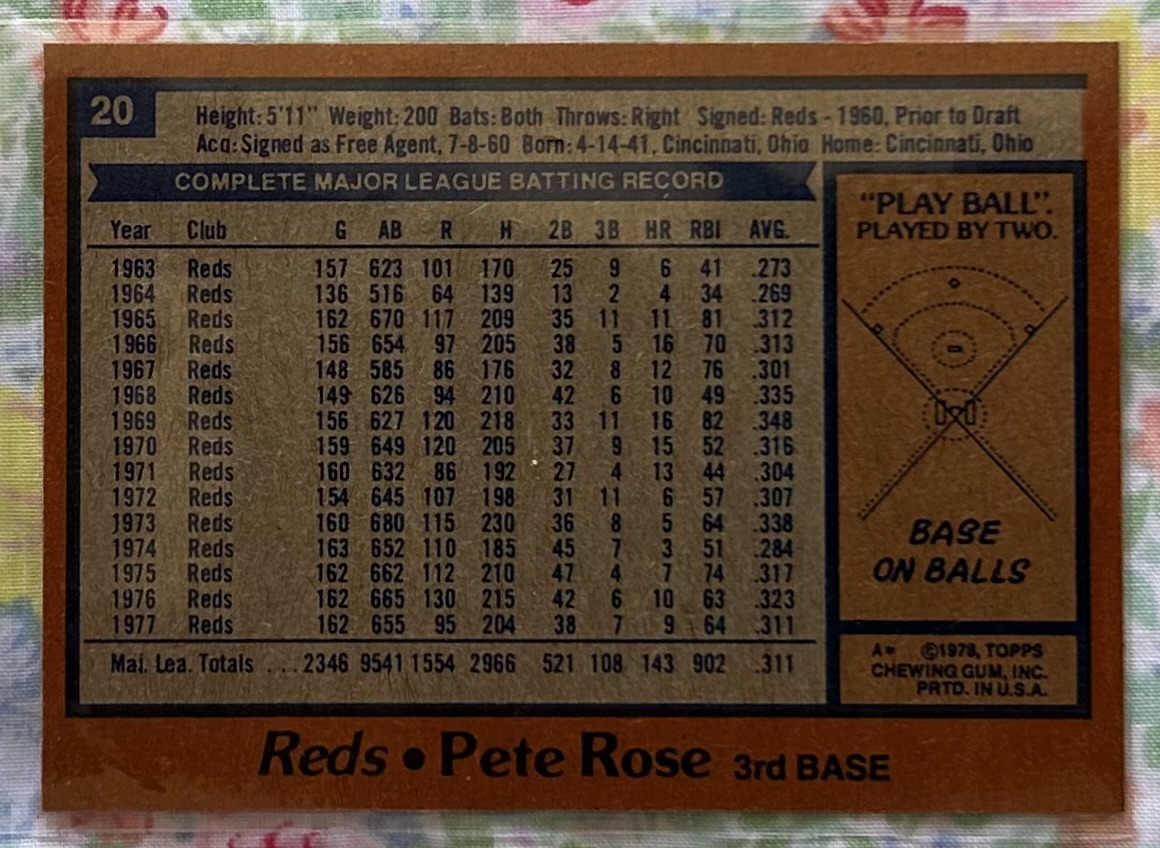 20
Height: 5'11" Weight: 200 Bats: Both Throws: Right Signed: Reds - 1960, Prior to Draft
Acq: Signed as Free Agent, 7-8-60 Born: 4-14-41, Cincinnati, Ohio Home: Cincinnati, Ohio
COMPLETE MAJOR LEAGUE BATTING RECORD
Year Club G AB R H 2B 3B HR RBI AVG.
1963 Reds 157 623 101 170 25 9 6 41 .273
1964 Reds 136 516 64 139 13 2 4 34 .269
1965 Reds 162 670 117 209 35 11 11 81 .312
1966 Reds 156 654 97 205 38 5 16 70 .313
1967 Reds 148 585 86 176 32 8 12 76 .301
1968 Reds 149 626 94 210 42 6 10 49 .335
1969 Reds 156 627 120 218 33 11 16 82 .348
1970 Reds 159 649 120 205 37 9 15 52 .316
1971 Reds 160 632 86 192 27 4 13 44 .304
1972 Reds 154 645 107 198 31 11 6 57 .307
1973 Reds 160 680 115 230 36 8 5 64 .338
1974 Reds 163 652 110 185 45 7 3 51 .284
1975 Reds 162 662 112 210 47 4 7 74 .317
1976 Reds 162 665 130 215 42 6 10 63 .323
1977 Reds 162 655 95 204 38 7 9 64 .311
Maj. Lea. Totals ... 2346 9541 1554 2966 521 108 143 902 .311
"PLAY BALL".
PLAYED BY TWO.
BASE
ON BALLS
A* ©1978, TOPPS
CHEWING GUM, INC.
PRTD. IN U.S.A.
Reds • Pete Rose 3rd BASE